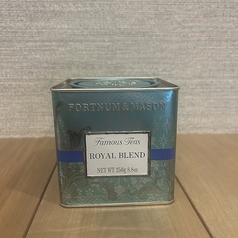 FORTNUM & MASON
Famous Teas
ROYAL BLEND
NET WT 250g 8.8oz